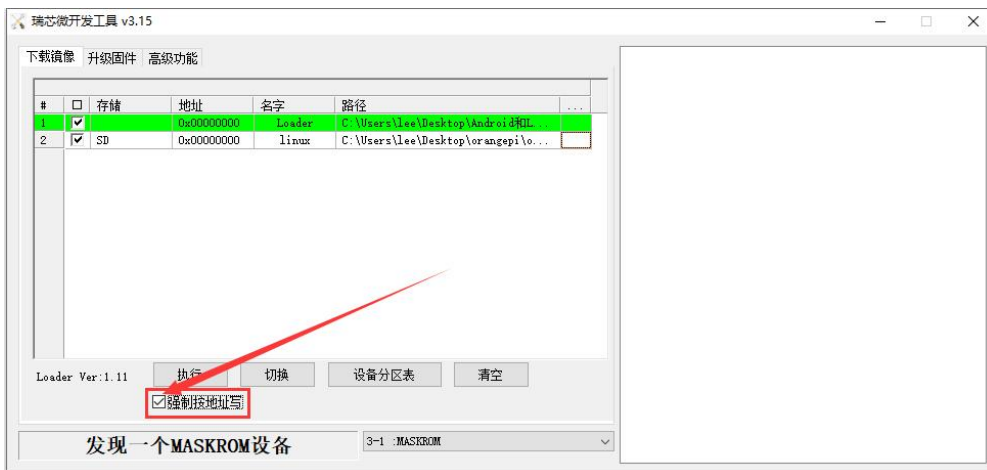 瑞芯微开发工具 v3.15
下载镜像 升级固件 高级功能
# 存储 地址 名字 路径 ...
1 0x00000000 Loader C:\Users\lee\Desktop\Android和L...
2 SD 0x00000000 linux C:\Users\lee\Desktop\orangepi\o...
Loader Ver:1.11 执行 切换 设备分区表 清空
强制按地址写
发现一个MASKROM设备 3-1 :MASKROM